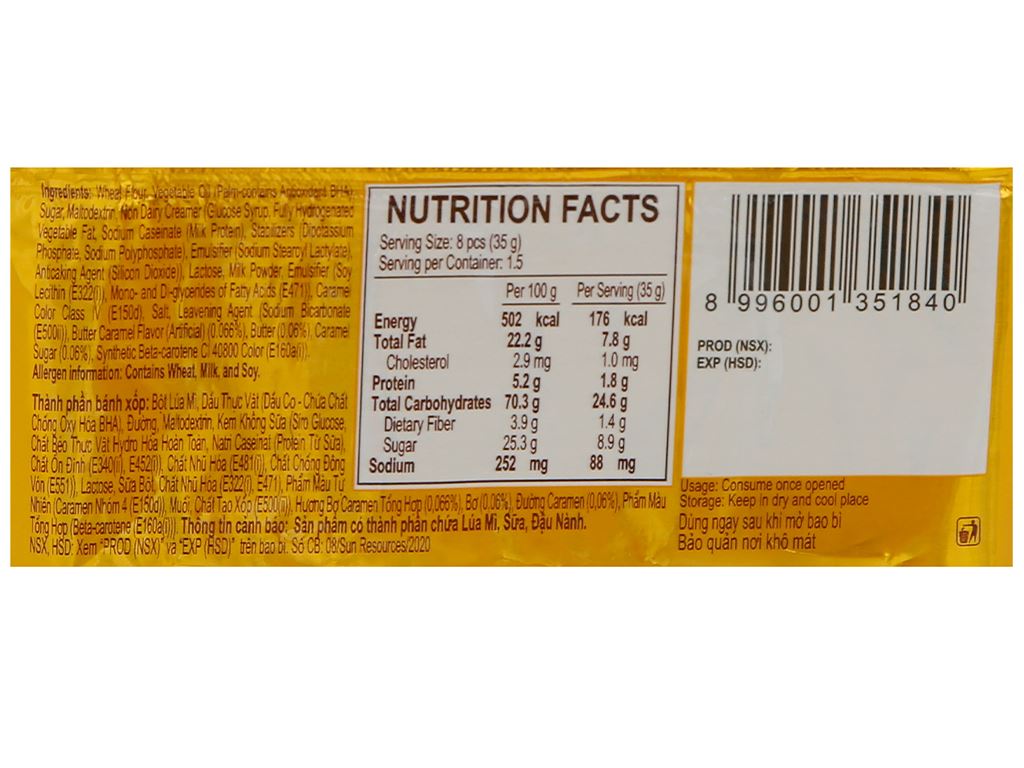 Ingredients: Wheat Flour, Vegetable Oil (Palm-contains Antioxidant BHA),
Sugar, Maltodextrin, Non Dairy Creamer (Glucose Syrup, Fully Hydrogenated
Vegetable Fat, Sodium Caseinate (Milk Protein), Stabilizers (Dipotassium
Phosphate, Sodium Polyphosphate), Emulsifier (Sodium Stearoyl Lactylate),
Anticaking Agent (Silicon Dioxide)), Lactose, Milk Powder, Emulsifier (Soy
Lecithin (E322(i)), Mono- and Di-glycerides of Fatty Acids (E471)), Caramel
Color Class IV (E150d), Salt, Leavening Agent (Sodium Bicarbonate
(E500(i)), Butter Caramel Flavor (Artificial) (0.066%), Butter (0.06%), Caramel
Sugar (0.06%), Synthetic Beta-carotene CI 40800 Color (E160a(i)).
Allergen information: Contains Wheat, Milk, and Soy.
Thành phần bánh xốp: Bột Lúa Mì, Dầu Thực Vật (Dầu Cọ - Chứa Chất
Chống Oxy Hóa BHA), Đường, Maltodextrin, Kem Không Sữa (Siro Glucose,
Chất Béo Thực Vật Hydro Hóa Hoàn Toàn, Natri Caseinat (Protein Từ Sữa),
Chất Ổn Định (E340(ii), E452(i)), Chất Nhũ Hóa (E481(i)), Chất Chống Đông
Vón (E551)), Lactose, Sữa Bột, Chất Nhũ Hóa (E322(i), E471), Phẩm Màu Tự
Nhiên (Caramen Nhóm 4 (E150d)), Muối, Chất Tạo Xốp (E500(i)), Hương Bơ Caramen Tổng Hợp (0,066%), Bơ (0,06%), Đường Caramen (0,06%), Phẩm Màu
Tổng Hợp (Beta-carotene (E160a(i))). Thông tin cảnh báo: Sản phẩm có thành phần chứa Lúa Mì, Sữa, Đậu Nành.
NSX, HSD: Xem "PROD (NSX)" và "EXP (HSD)" trên bao bì. Số CB: 08/Sun Resources/2020
NUTRITION FACTS
Serving Size: 8 pcs (35 g)
Serving per Container: 1.5
Per 100 g Per Serving (35 g)
Energy 502 kcal 176 kcal
Total Fat 22.2 g 7.8 g
Cholesterol 2.9 mg 1.0 mg
Protein 5.2 g 1.8 g
Total Carbohydrates 70.3 g 24.6 g
Dietary Fiber 3.9 g 1.4 g
Sugar 25.3 g 8.9 g
Sodium 252 mg 88 mg
8 996001 351840
PROD (NSX):
EXP (HSD):
Usage: Consume once opened
Storage: Keep in dry and cool place
Dùng ngay sau khi mở bao bì
Bảo quản nơi khô mát